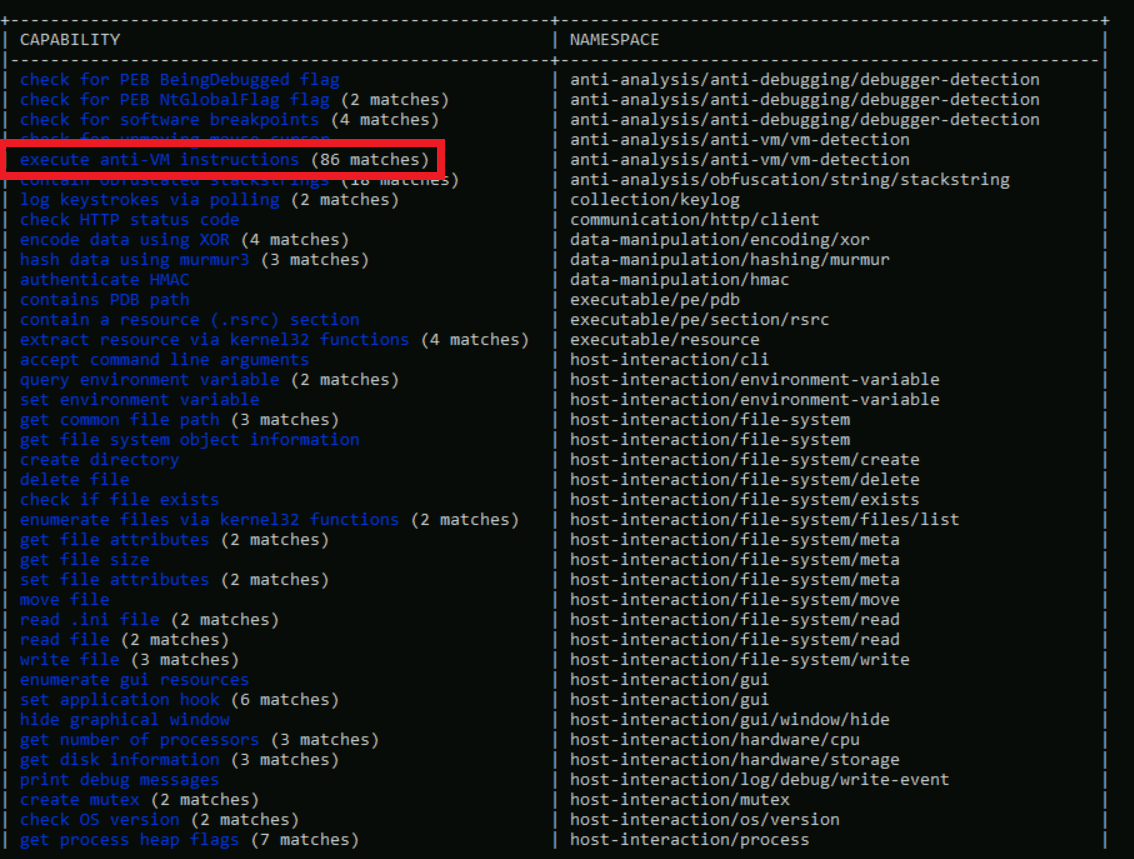 CAPABILITY NAMESPACE
check for PEB BeingDebugged flag anti-analysis/anti-debugging/debugger-detection
check for PEB NtGlobalFlag flag (2 matches) anti-analysis/anti-debugging/debugger-detection
check for software breakpoints (4 matches) anti-analysis/anti-debugging/debugger-detection
check for unmoving mouse cursor anti-analysis/anti-vm/vm-detection
execute anti-VM instructions (86 matches) anti-analysis/anti-vm/vm-detection
contain obfuscated stackstrings (18 matches) anti-analysis/obfuscation/string/stackstring
log keystrokes via polling (2 matches) collection/keylog
check HTTP status code communication/http/client
encode data using XOR (4 matches) data-manipulation/encoding/xor
hash data using murmur3 (3 matches) data-manipulation/hashing/murmur
authenticate HMAC data-manipulation/hmac
contains PDB path executable/pe/pdb
contain a resource (.rsrc) section executable/pe/section/rsrc
extract resource via kernel32 functions (4 matches) executable/resource
accept command line arguments host-interaction/cli
query environment variable (2 matches) host-interaction/environment-variable
set environment variable host-interaction/environment-variable
get common file path (3 matches) host-interaction/file-system
get file system object information host-interaction/file-system
create directory host-interaction/file-system/create
delete file host-interaction/file-system/delete
check if file exists host-interaction/file-system/exists
enumerate files via kernel32 functions (2 matches) host-interaction/file-system/files/list
get file attributes (2 matches) host-interaction/file-system/meta
get file size host-interaction/file-system/meta
set file attributes (2 matches) host-interaction/file-system/meta
move file host-interaction/file-system/move
read .ini file (2 matches) host-interaction/file-system/read
read file (2 matches) host-interaction/file-system/read
write file (3 matches) host-interaction/file-system/write
enumerate gui resources host-interaction/gui
set application hook (6 matches) host-interaction/gui
hide graphical window host-interaction/gui/window/hide
get number of processors (3 matches) host-interaction/hardware/cpu
get disk information (3 matches) host-interaction/hardware/storage
print debug messages host-interaction/log/debug/write-event
create mutex (2 matches) host-interaction/mutex
check OS version (2 matches) host-interaction/os/version
get process heap flags (7 matches) host-interaction/process